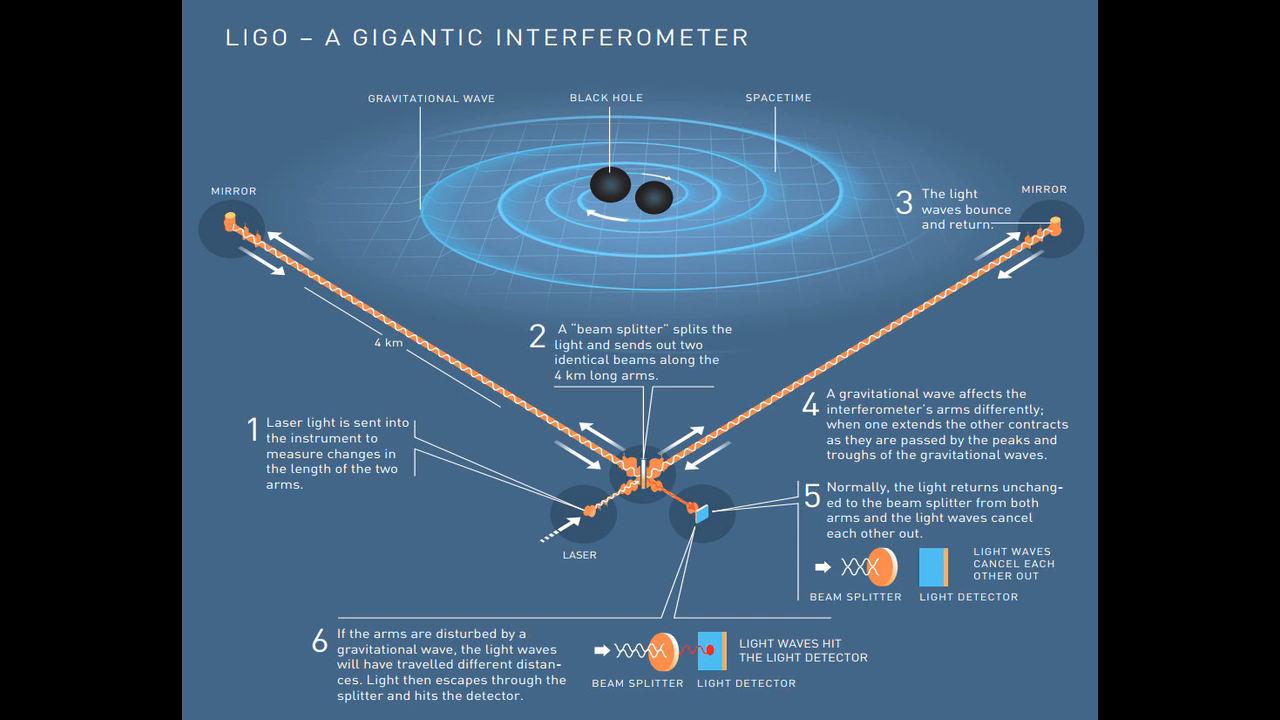 LIGO – A GIGANTIC INTERFEROMETER
GRAVITATIONAL WAVE
BLACK HOLE
SPACETIME
MIRROR
MIRROR
3 The light
waves bounce
and return.
4 km
2 A "beam splitter" splits the
light and sends out two
identical beams along the
4 km long arms.
1 Laser light is sent into
the instrument to
measure changes in
the length of the two
arms.
4 A gravitational wave affects the
interferometer's arms differently;
when one extends the other contracts
as they are passed by the peaks and
troughs of the gravitational waves.
5 Normally, the light returns unchang-
ed to the beam splitter from both
arms and the light waves cancel
each other out.
LASER
LIGHT WAVES
CANCEL EACH
OTHER OUT
BEAM SPLITTER
LIGHT DETECTOR
6 If the arms are disturbed by a
gravitational wave, the light waves
will have travelled different distan-
ces. Light then escapes through the
splitter and hits the detector.
LIGHT WAVES HIT
THE LIGHT DETECTOR
BEAM SPLITTER
LIGHT DETECTOR